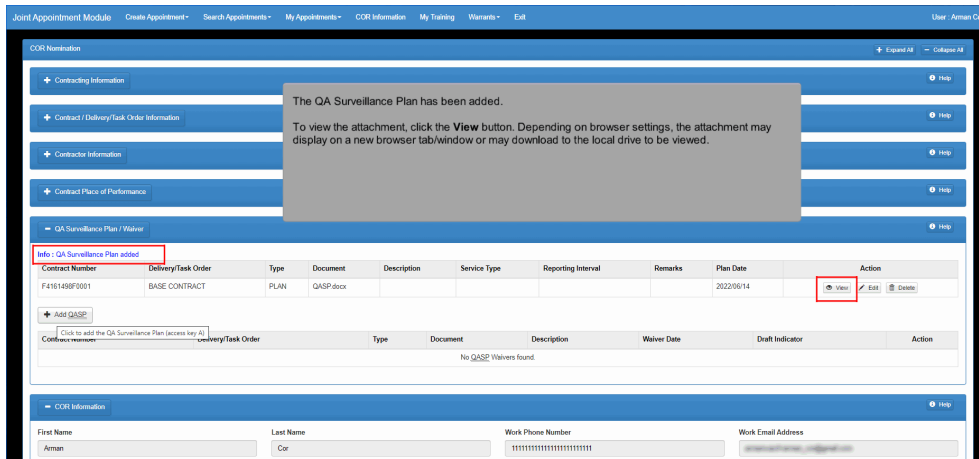 Joint Appointment Module Create Appointment Search Appointments My Appointments COR Information My Training Warrants Exit User : Arman Co
COR Nomination + Expand All − Collapse All
+ Contracting Information Help
The QA Surveillance Plan has been added.
+ Contract / Delivery/Task Order Information Help
To view the attachment, click the View button. Depending on browser settings, the attachment may
display on a new browser tab/window or may download to the local drive to be viewed.
+ Contractor Information Help
+ Contract Place of Performance Help
− QA Surveillance Plan / Waiver Help
Info : QA Surveillance Plan added
Contract Number Delivery/Task Order Type Document Description Service Type Reporting Interval Remarks Plan Date Action
F4161498F0001 BASE CONTRACT PLAN QASP.docx 2022/06/14 View Edit Delete
+ Add QASP
Click to add the QA Surveillance Plan (access key A)
Contract Number Delivery/Task Order Type Document Description Waiver Date Draft Indicator Action
No QASP Waivers found.
− COR Information Help
First Name Last Name Work Phone Number Work Email Address
Arman Cor